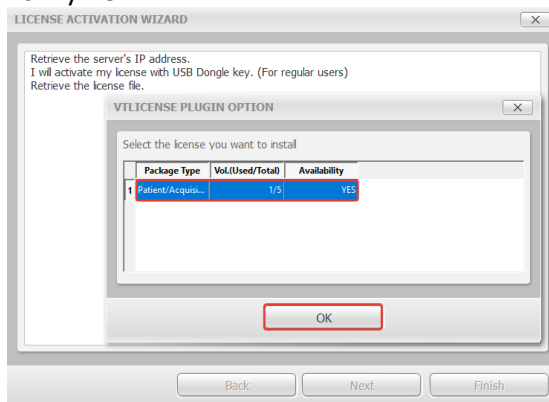 LICENSE ACTIVATION WIZARD
Retrieve the server's IP address.
I will activate my license with USB Dongle key. (For regular users)
Retrieve the license file.
VTLICENSE PLUGIN OPTION
Select the license you want to install
Package Type Vol.(Used/Total) Availability
1 Patient/Acquisi... 1/5 YES
OK
Back Next Finish